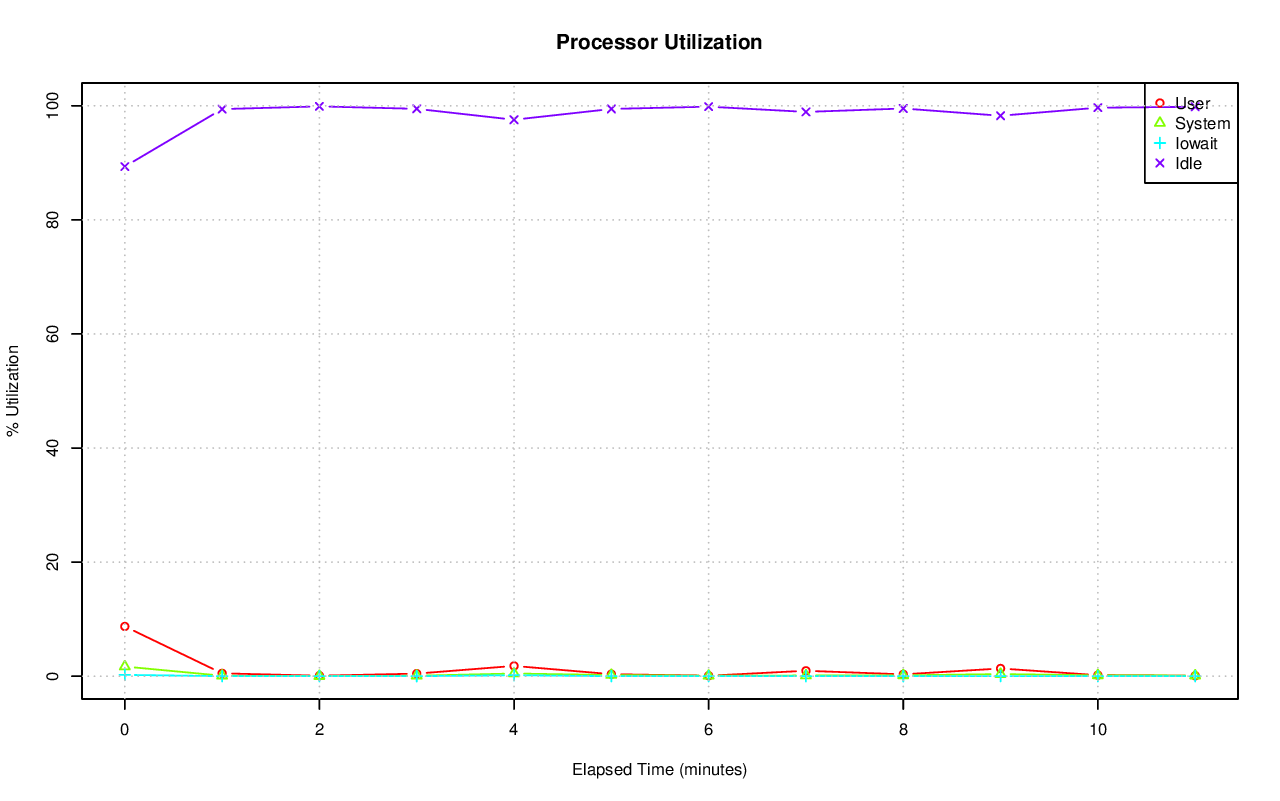 Processor Utilization
% Utilization
100
80
60
40
20
0
User
System
Iowait
Idle
0 2 4 6 8 10
Elapsed Time (minutes)